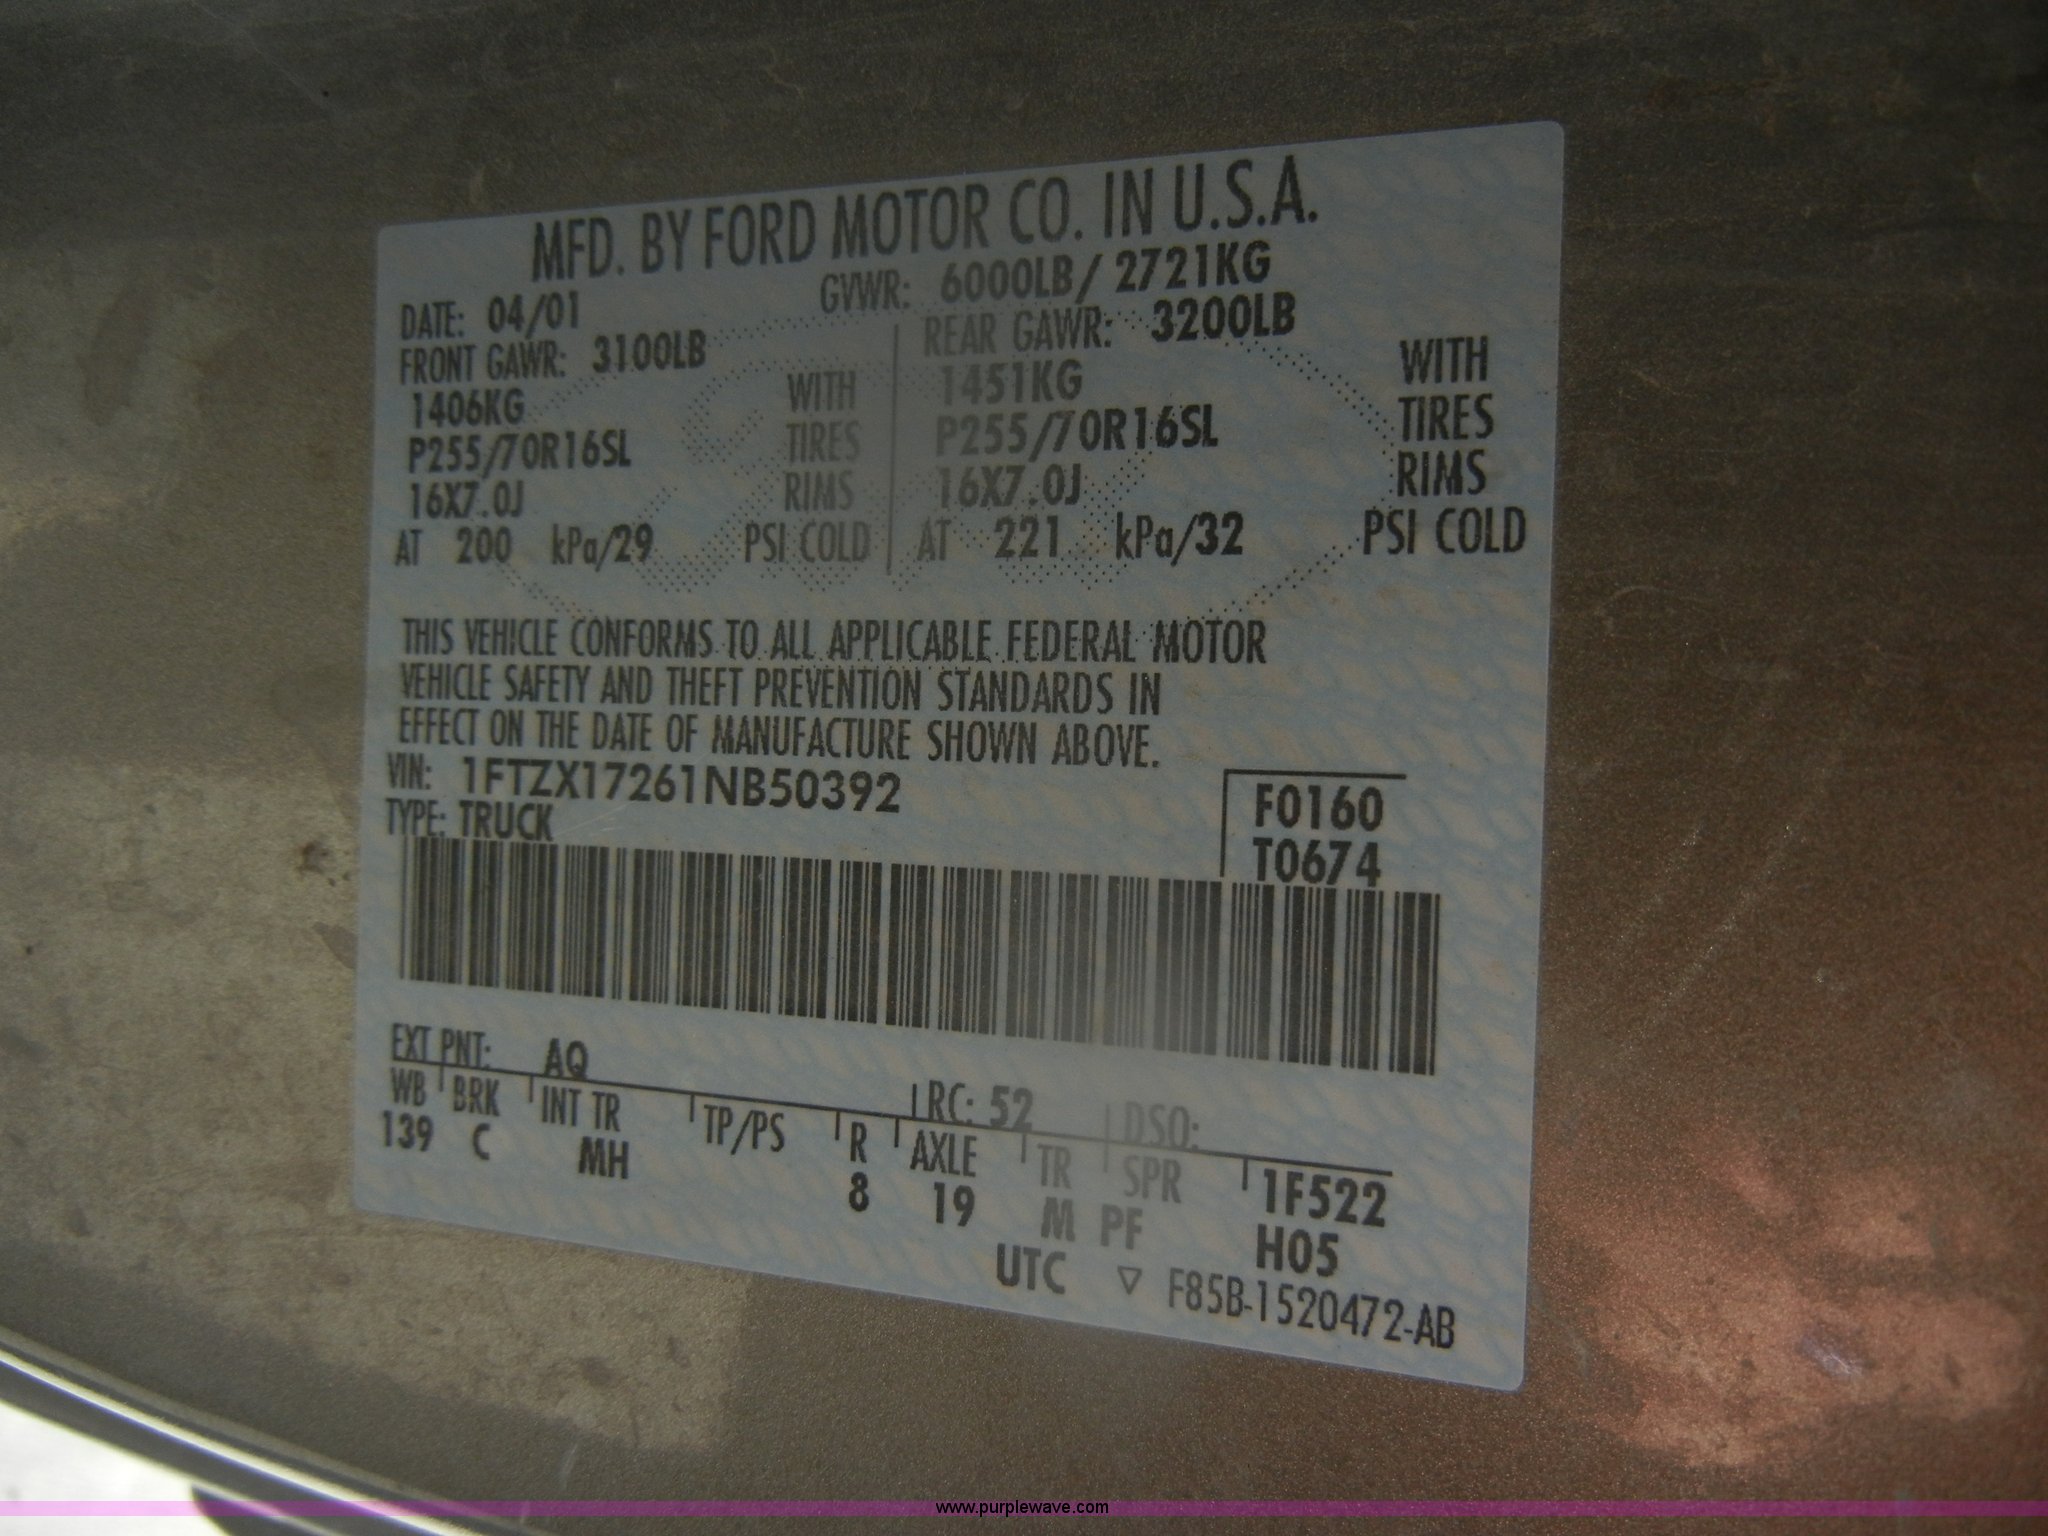 MFD. BY FORD MOTOR CO. IN U.S.A.
DATE: 04/01 GVWR: 6000LB/ 2721KG
FRONT GAWR: 3100LB REAR GAWR: 3200LB
1406KG WITH 1451KG WITH
P255/70R16SL TIRES P255/70R16SL TIRES
16X7.0J RIMS 16X7.0J RIMS
AT 200 kPa/29 PSI COLD AT 221 kPa/32 PSI COLD
THIS VEHICLE CONFORMS TO ALL APPLICABLE FEDERAL MOTOR
VEHICLE SAFETY AND THEFT PREVENTION STANDARDS IN
EFFECT ON THE DATE OF MANUFACTURE SHOWN ABOVE.
VIN: 1FTZX17261NB50392 F0160
TYPE: TRUCK T0674
EXT PNT: AQ RC: 52 DSO:
WB BRK INT TR TP/PS R AXLE TR SPR 1F522
139 C MH 8 19 M PF H05
UTC ▽ F85B-1520472-AB
www.purplewave.com